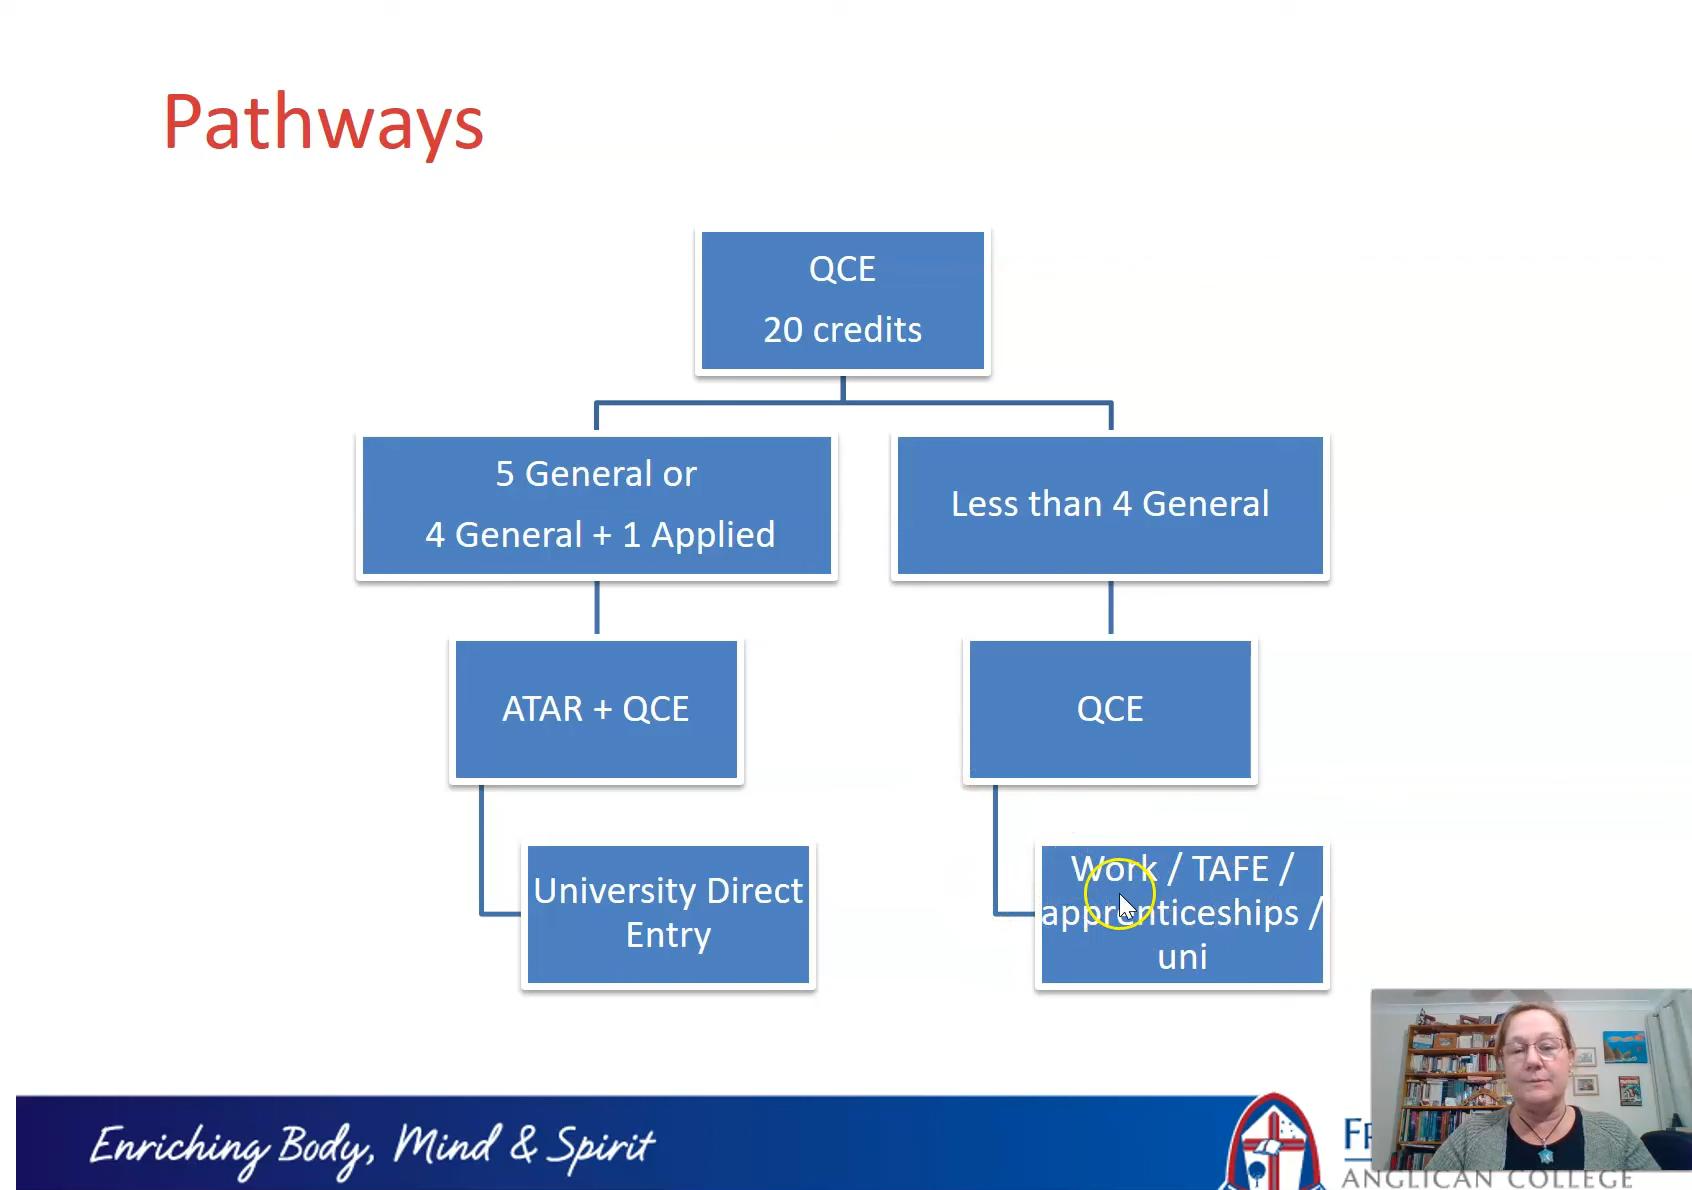 Pathways
QCE
20 credits
5 General or
4 General + 1 Applied
Less than 4 General
ATAR + QCE
QCE
University Direct
Entry
Work / TAFE /
apprenticeships /
uni
Enriching Body, Mind & Spirit
ANGLICAN COLLEGE